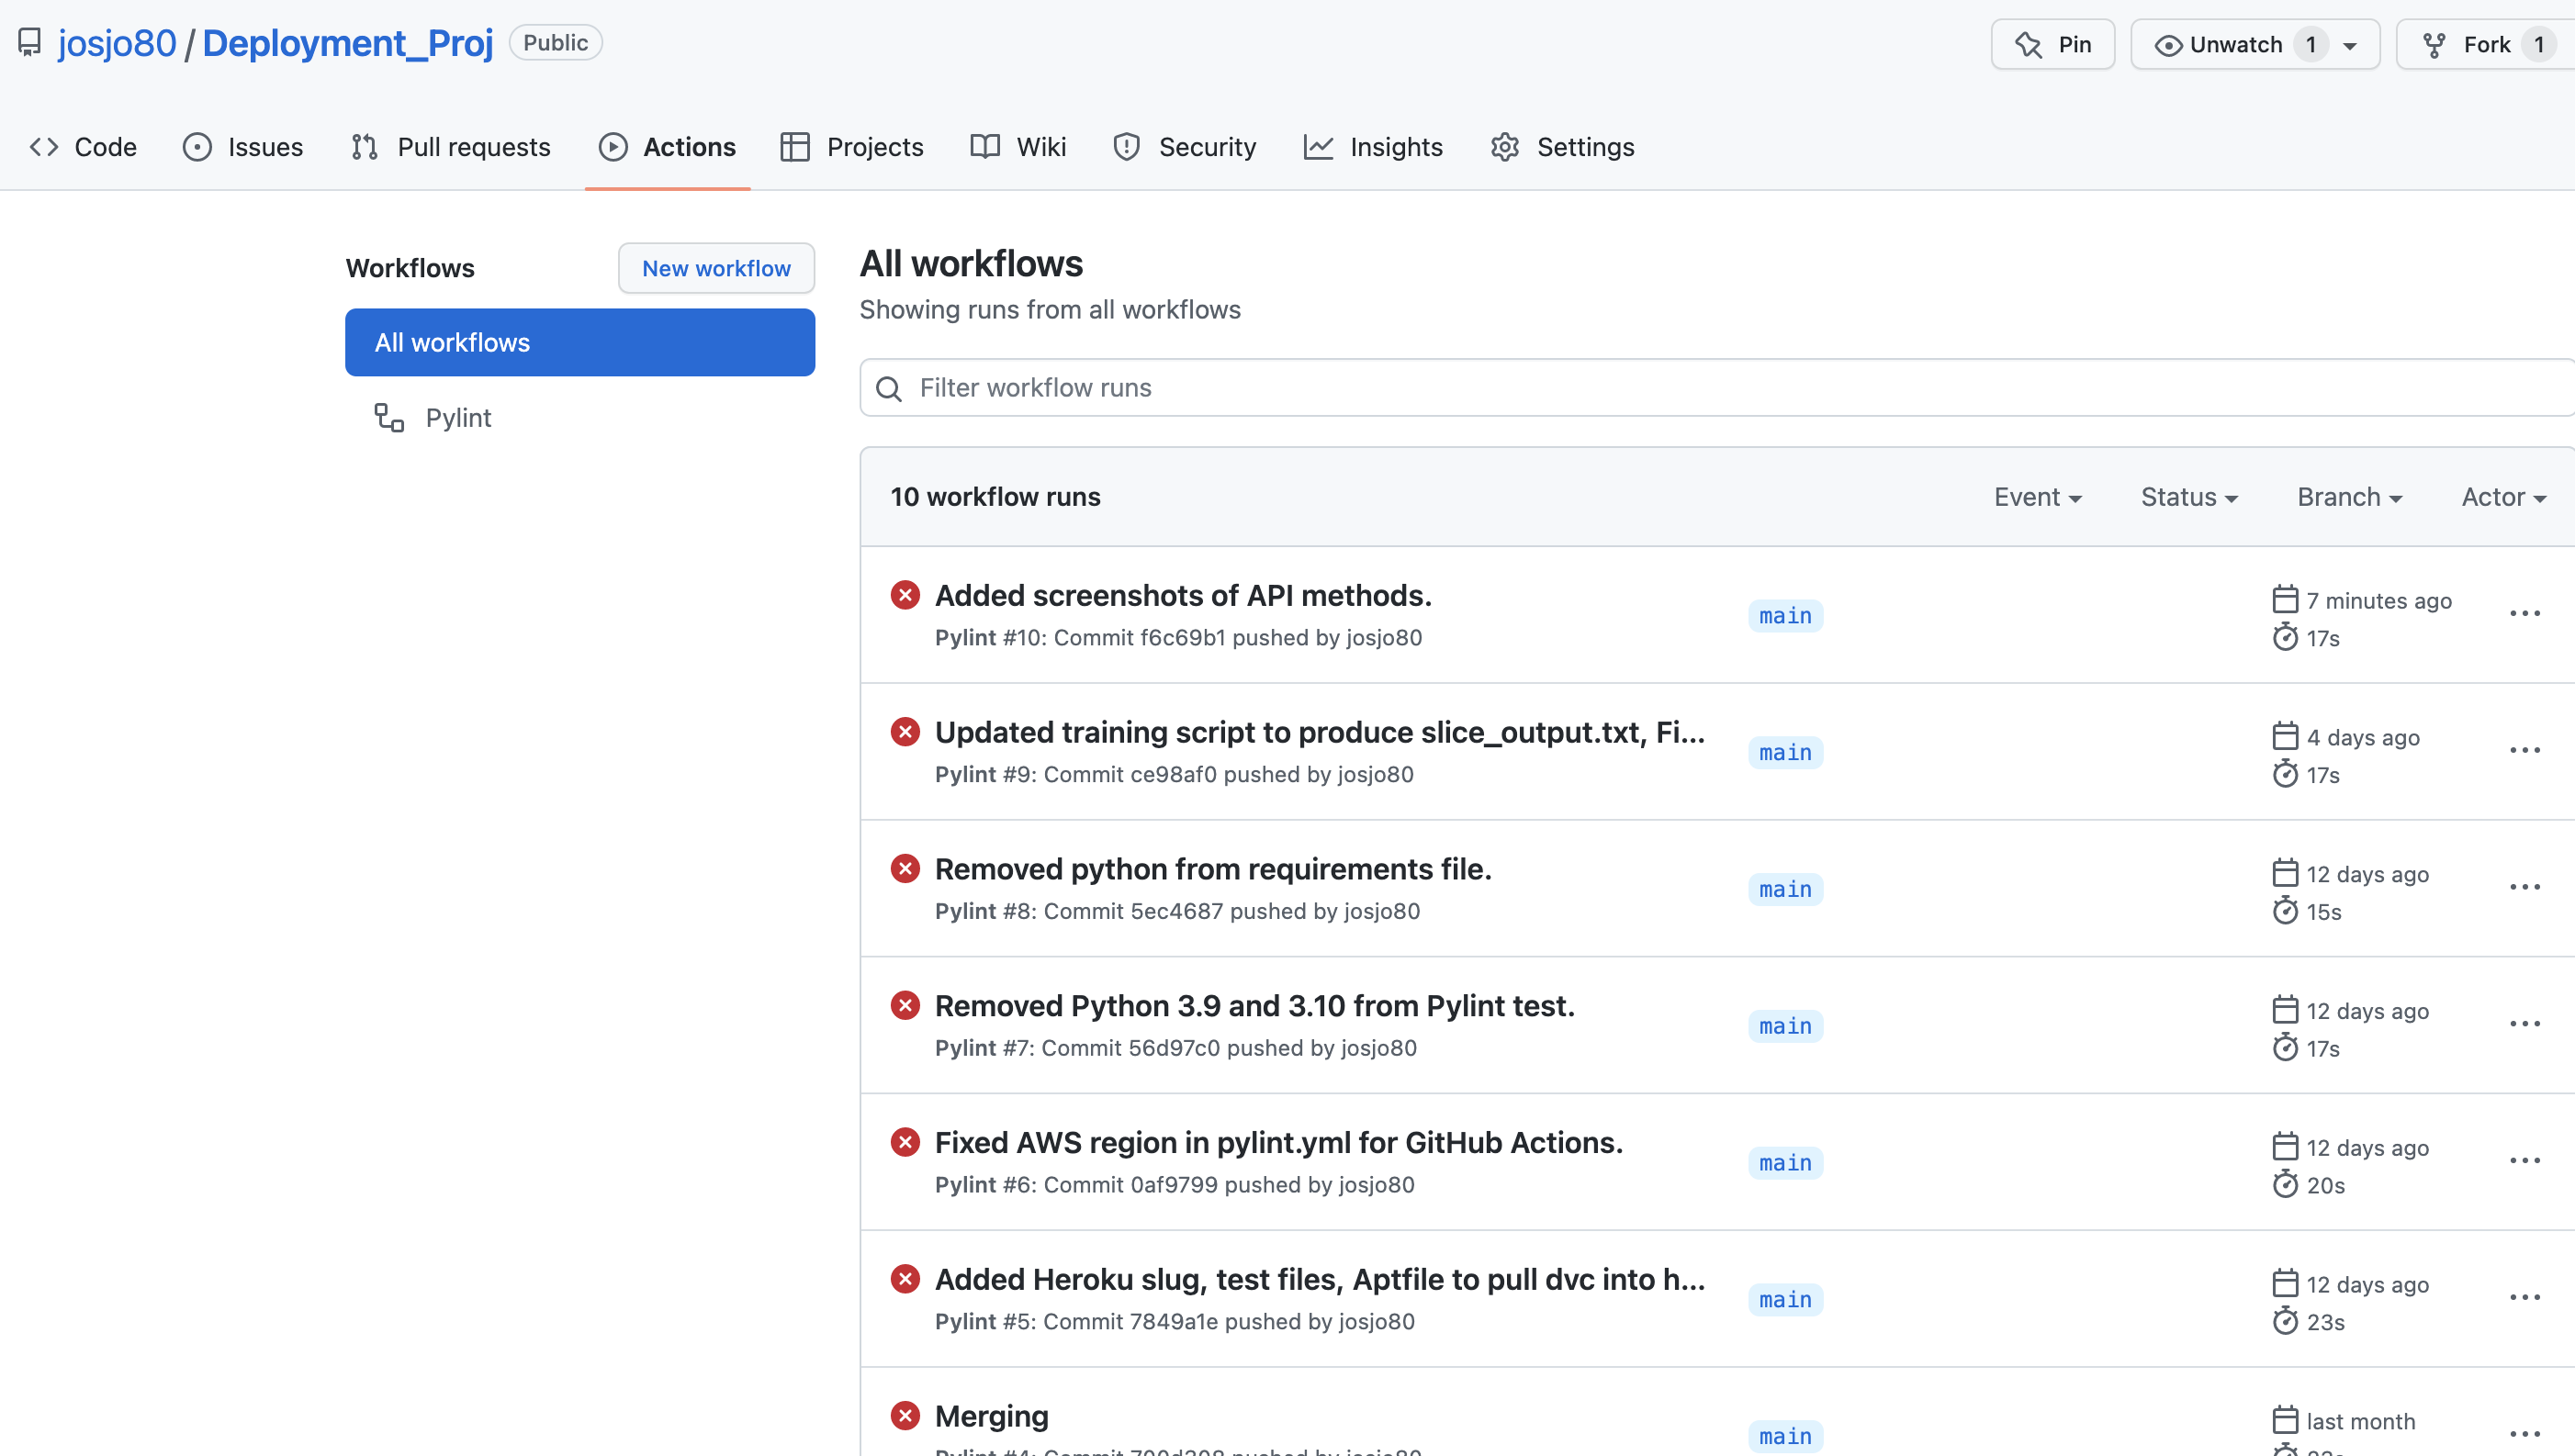 josjo80 / Deployment_Proj Public
Pin
Unwatch 1
Fork 1
Code
Issues
Pull requests
Actions
Projects
Wiki
Security
Insights
Settings
Workflows
New workflow
All workflows
Pylint
All workflows
Showing runs from all workflows
Filter workflow runs
10 workflow runs
Event
Status
Branch
Actor
Added screenshots of API methods.
Pylint #10: Commit f6c69b1 pushed by josjo80
main
7 minutes ago
17s
Updated training script to produce slice_output.txt, Fi...
Pylint #9: Commit ce98af0 pushed by josjo80
main
4 days ago
17s
Removed python from requirements file.
Pylint #8: Commit 5ec4687 pushed by josjo80
main
12 days ago
15s
Removed Python 3.9 and 3.10 from Pylint test.
Pylint #7: Commit 56d97c0 pushed by josjo80
main
12 days ago
17s
Fixed AWS region in pylint.yml for GitHub Actions.
Pylint #6: Commit 0af9799 pushed by josjo80
main
12 days ago
20s
Added Heroku slug, test files, Aptfile to pull dvc into h...
Pylint #5: Commit 7849a1e pushed by josjo80
main
12 days ago
23s
Merging
Pylint #4: Commit pushed by josjo80
main
last month